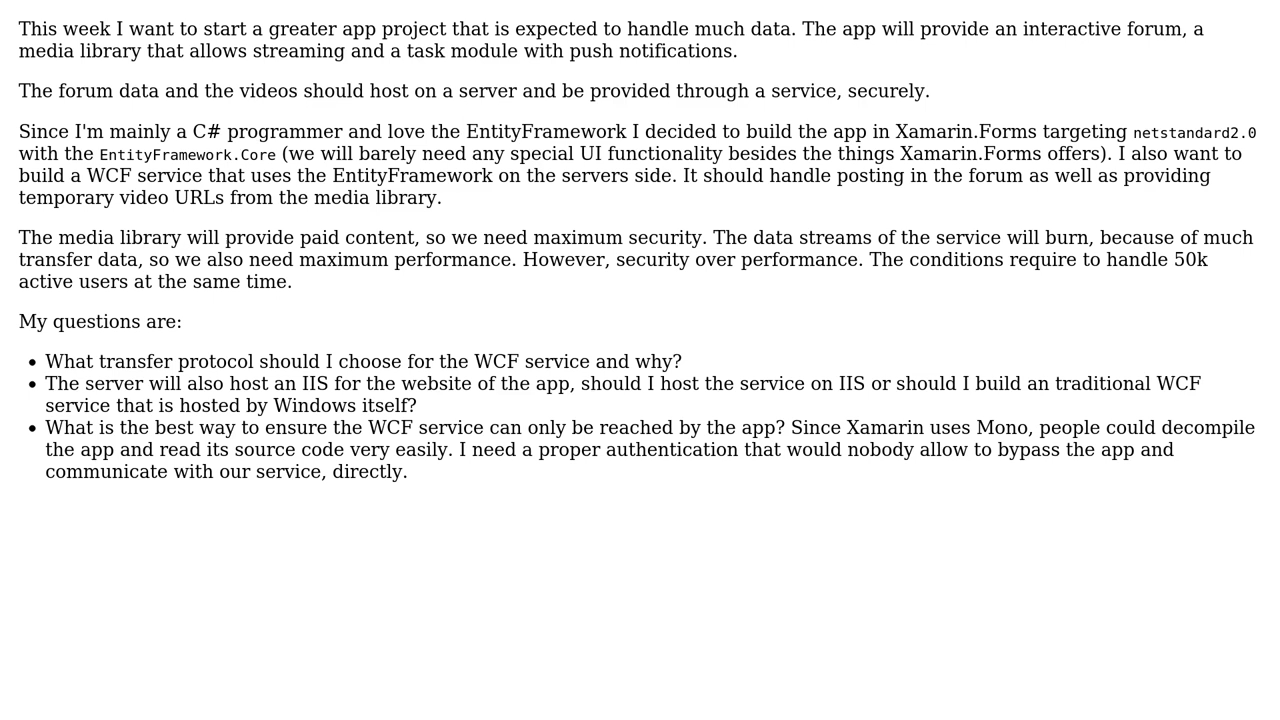 This week I want to start a greater app project that is expected to handle much data. The app will provide an interactive forum, a
media library that allows streaming and a task module with push notifications.
The forum data and the videos should host on a server and be provided through a service, securely.
Since I'm mainly a C# programmer and love the EntityFramework I decided to build the app in Xamarin.Forms targeting netstandard2.0
with the EntityFramework.Core (we will barely need any special UI functionality besides the things Xamarin.Forms offers). I also want to
build a WCF service that uses the EntityFramework on the servers side. It should handle posting in the forum as well as providing
temporary video URLs from the media library.
The media library will provide paid content, so we need maximum security. The data streams of the service will burn, because of much
transfer data, so we also need maximum performance. However, security over performance. The conditions require to handle 50k
active users at the same time.
My questions are:
• What transfer protocol should I choose for the WCF service and why?
• The server will also host an IIS for the website of the app, should I host the service on IIS or should I build an traditional WCF
service that is hosted by Windows itself?
• What is the best way to ensure the WCF service can only be reached by the app? Since Xamarin uses Mono, people could decompile
the app and read its source code very easily. I need a proper authentication that would nobody allow to bypass the app and
communicate with our service, directly.